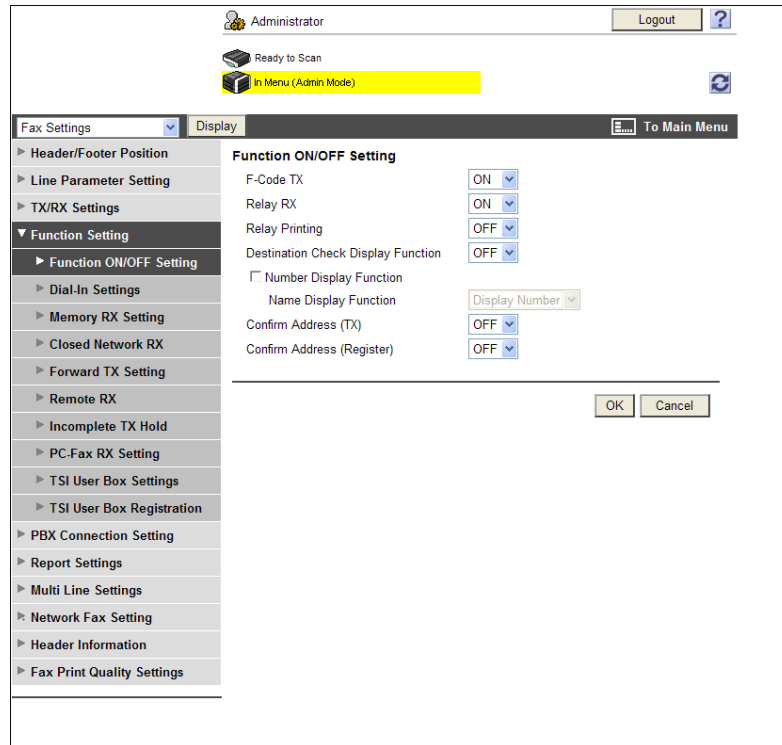 Administrator
Logout
?
Ready to Scan
In Menu (Admin Mode)
Fax Settings
Display
To Main Menu
Header/Footer Position
Line Parameter Setting
TX/RX Settings
Function Setting
Function ON/OFF Setting
Dial-In Settings
Memory RX Setting
Closed Network RX
Forward TX Setting
Remote RX
Incomplete TX Hold
PC-Fax RX Setting
TSI User Box Settings
TSI User Box Registration
PBX Connection Setting
Report Settings
Multi Line Settings
Network Fax Setting
Header Information
Fax Print Quality Settings
Function ON/OFF Setting
F-Code TX ON
Relay RX ON
Relay Printing OFF
Destination Check Display Function OFF
Number Display Function
Name Display Function Display Number
Confirm Address (TX) OFF
Confirm Address (Register) OFF
OK Cancel